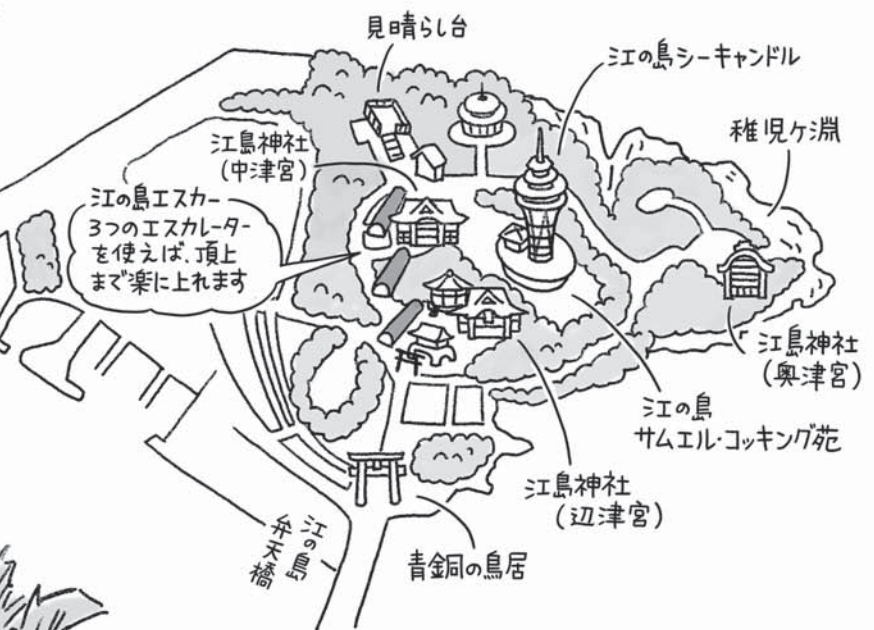 見晴らし台
江の島シーキャンドル
稚児ヶ淵
江島神社
(中津宮)
江の島エスカー
3つのエスカレーター
を使えば、頂上
まで楽に上れます
江島神社
(奥津宮)
江の島
サムエル・コッキング苑
江島神社
(辺津宮)
青銅の鳥居
江の島
弁天橋